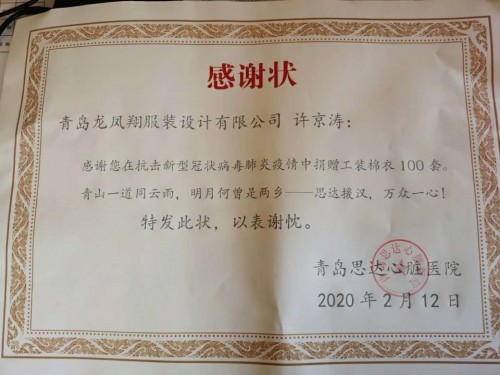 感谢状
青岛龙凤翔服装设计有限公司 许京涛：
感谢您在抗击新型冠状病毒肺炎疫情中捐赠工装棉衣100套。
青山一道同云雨，明月何曾是两乡——思达援汉，万众一心！
特发此状，以表谢忱。
青岛思达心脏医院
2020年2月12日